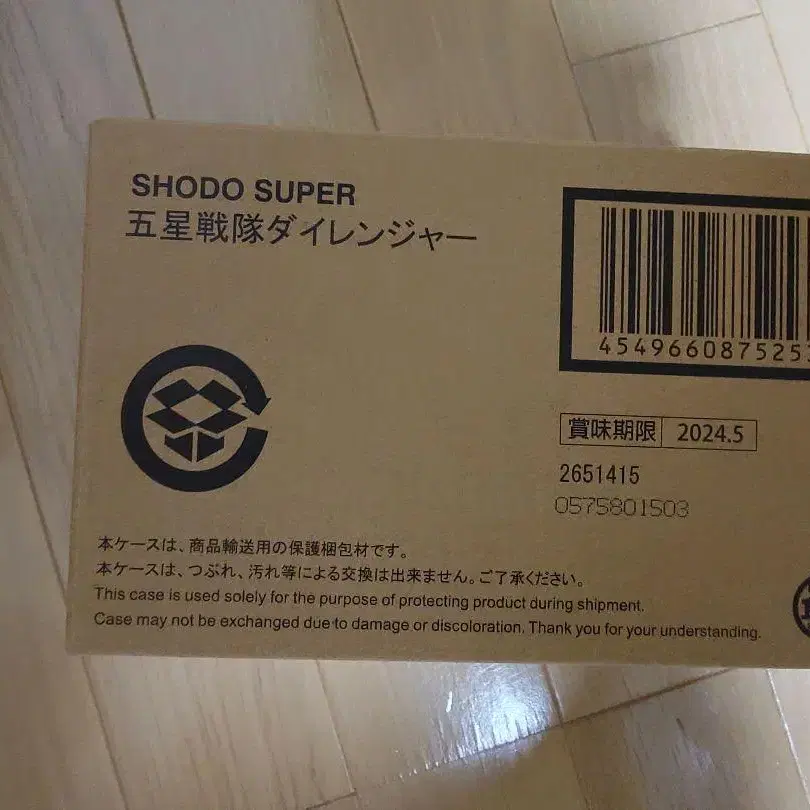 SHODO SUPER
五星戦隊ダイレンジャー
454966087525
賞味期限 2024.5
2651415
0575801503
本ケースは、商品輸送用の保護梱包材です。
本ケースは、つぶれ、汚れ等による交換は出来ません。ご了承ください。
This case is used solely for the purpose of protecting product during shipment.
Case may not be exchanged due to damage or discoloration. Thank you for your understanding.